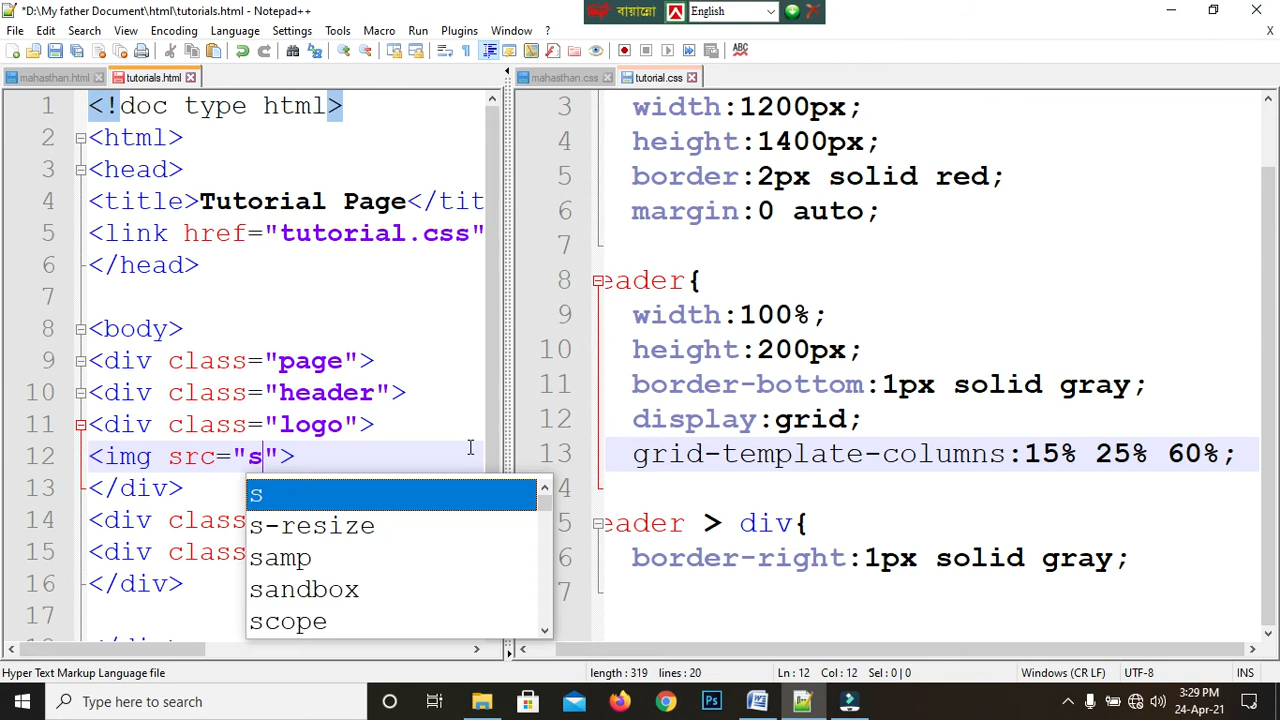 *D:\My father Document\html\tutorials.html - Notepad++
বায়ান্নো English
File Edit Search View Encoding Language Settings Tools Macro Run Plugins Window ?
X
ABC
mahasthan.html tutorials.html mahasthan.css tutorial.css
1 <!doc type html>
2 <html>
3 <head>
4 <title>Tutorial Page</tit
5 <link href="tutorial.css"
6 </head>
7
8 <body>
9 <div class="page">
10 <div class="header">
11 <div class="logo">
12 <img src="s">
13 </div>
14 <div clas
15 <div clas
16 </div>
17
s
s-resize
samp
sandbox
scope
3 width:1200px;
4 height:1400px;
5 border:2px solid red;
6 margin:0 auto;
7
8 eader{
9 width:100%;
10 height:200px;
11 border-bottom:1px solid gray;
12 display:grid;
13 grid-template-columns:15% 25% 60%;
4
5 eader > div{
6 border-right:1px solid gray;
7
Hyper Text Markup Language file length : 319 lines : 20 Ln : 12 Col : 12 Sel : 0 | 0 Windows (CR LF) UTF-8 INS
Type here to search
Ps
W
3:29 PM
24-Apr-21